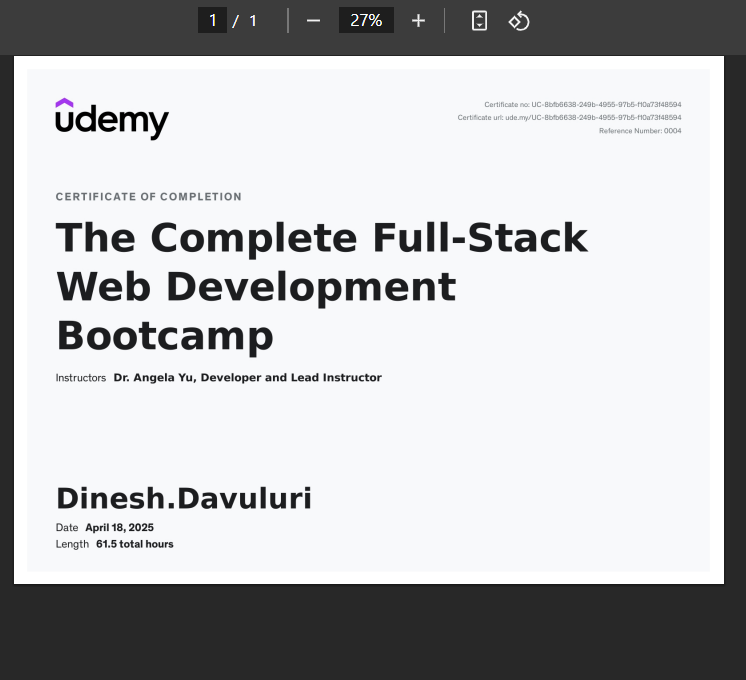 1 / 1 27%
udemy
Certificate no: UC-8bfb6638-249b-4955-97b5-f10a73f48594
Certificate url: ude.my/UC-8bfb6638-249b-4955-97b5-f10a73f48594
Reference Number: 0004
CERTIFICATE OF COMPLETION
The Complete Full-Stack
Web Development
Bootcamp
Instructors Dr. Angela Yu, Developer and Lead Instructor
Dinesh.Davuluri
Date April 18, 2025
Length 61.5 total hours